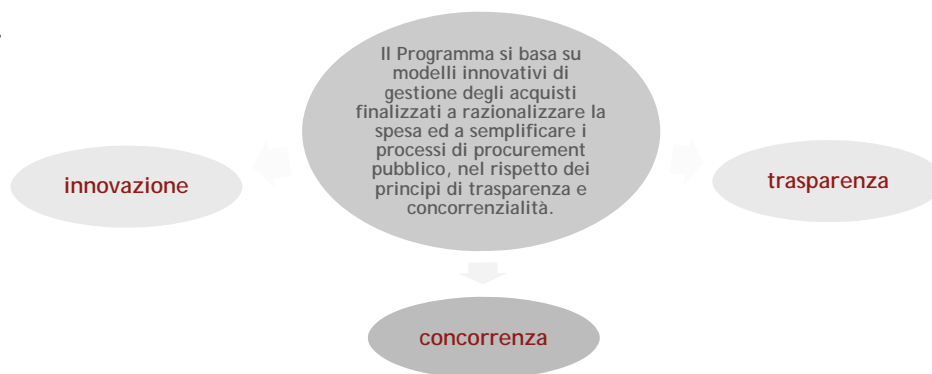 Il Programma si basa su
modelli innovativi di
gestione degli acquisti
finalizzati a razionalizzare la
spesa ed a semplificare i
processi di procurement
pubblico, nel rispetto dei
principi di trasparenza e
concorrenzialità.
innovazione
trasparenza
concorrenza